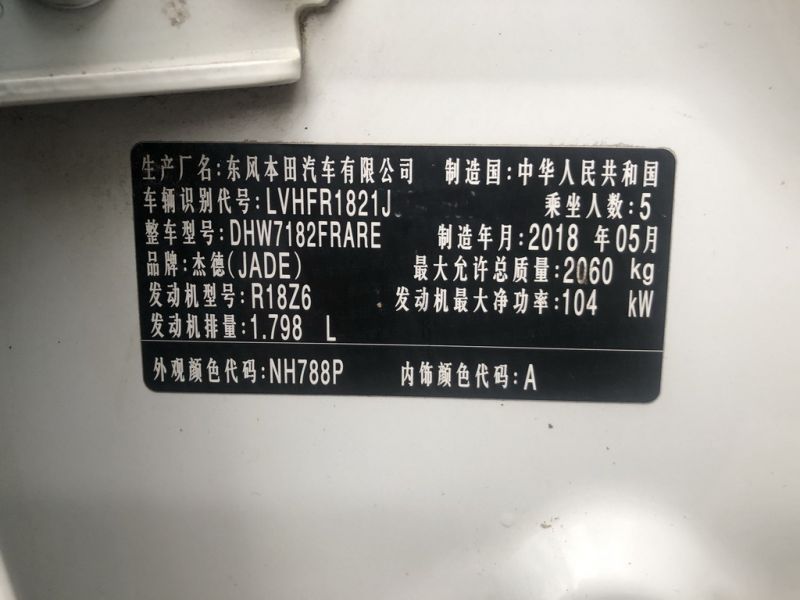 生产厂名:东风本田汽车有限公司 制造国:中华人民共和国
车辆识别代号:LVHFR1821J 乘坐人数:5
整车型号:DHW7182FRARE 制造年月:2018 年05月
品牌:杰德(JADE) 最大允许总质量:2060 kg
发动机型号:R18Z6 发动机最大净功率:104 kW
发动机排量:1.798 L
外观颜色代码:NH788P 内饰颜色代码:A